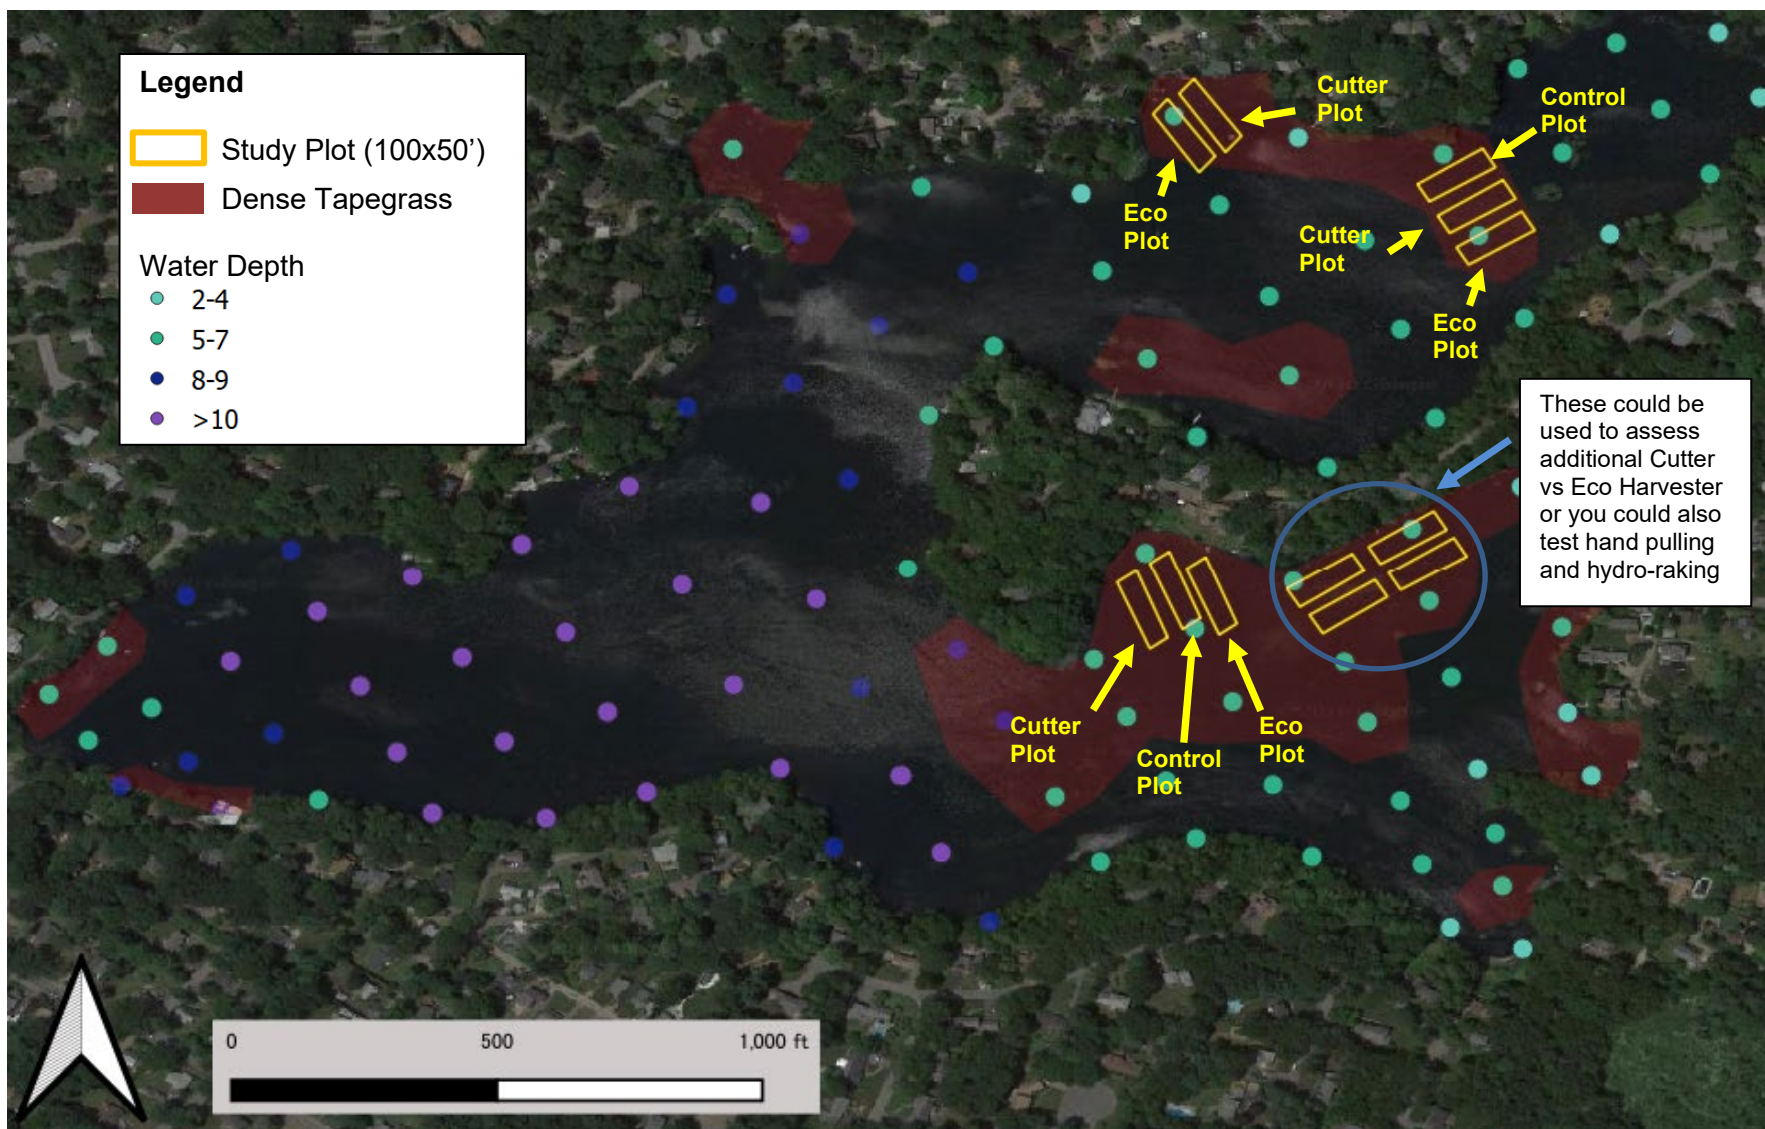 Legend
Study Plot (100x50’)
Dense Tapegrass
Water Depth
2-4
5-7
8-9
>10
Cutter
Plot
Control
Plot
Eco
Plot
Cutter
Plot
Eco
Plot
These could be
used to assess
additional Cutter
vs Eco Harvester
or you could also
test hand pulling
and hydro-raking
Cutter
Plot
Control
Plot
Eco
Plot
0
500
1,000 ft